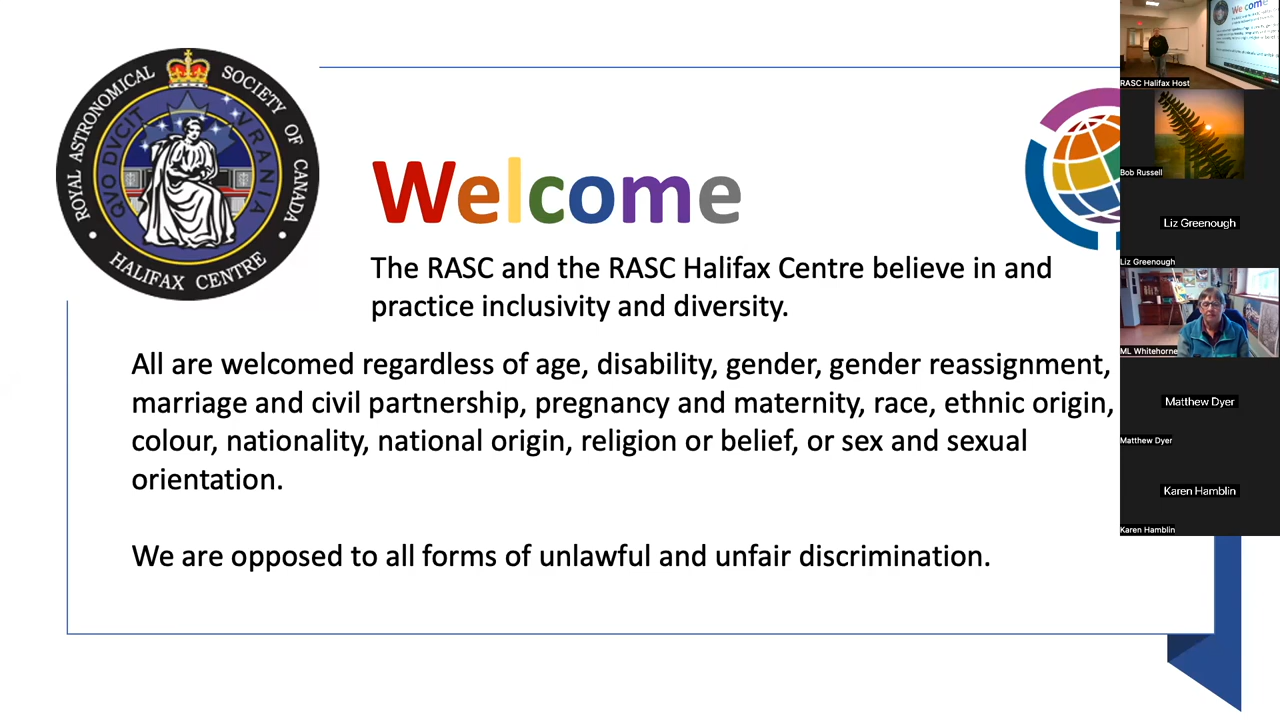 ROYAL ASTRONOMICAL SOCIETY OF CANADA
QVO DVCIT VRANIA
HALIFAX CENTRE
Welcome
The RASC and the RASC Halifax Centre believe in and
practice inclusivity and diversity.
All are welcomed regardless of age, disability, gender, gender reassignment,
marriage and civil partnership, pregnancy and maternity, race, ethnic origin,
colour, nationality, national origin, religion or belief, or sex and sexual
orientation.
We are opposed to all forms of unlawful and unfair discrimination.
Welcome
RASC Halifax Host
Bob Russell
Liz Greenough
Liz Greenough
ML Whitehorne
Matthew Dyer
Matthew Dyer
Karen Hamblin
Karen Hamblin